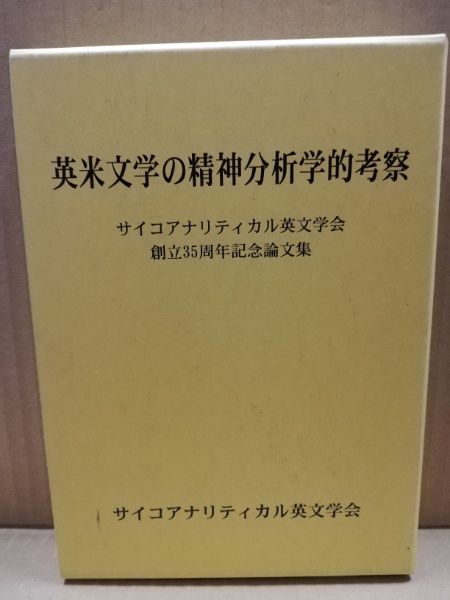 英米文学の精神分析学的考察
サイコアナリティカル英文学会
創立35周年記念論文集
サイコアナリティカル英文学会